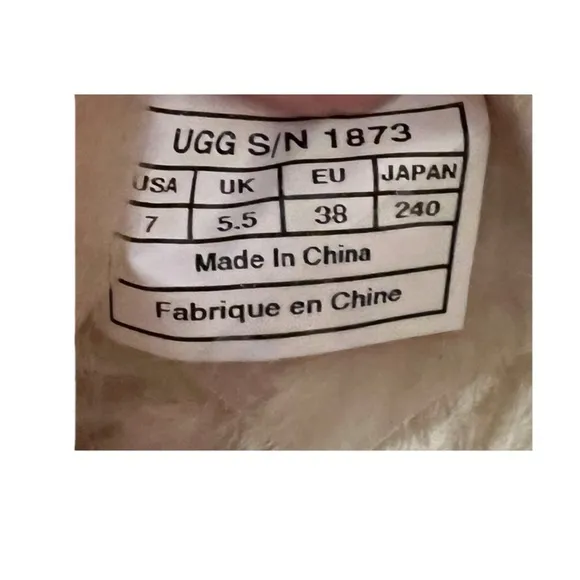 UGG S/N 1873
USA UK EU JAPAN
7 5.5 38 240
Made In China
Fabrique en Chine